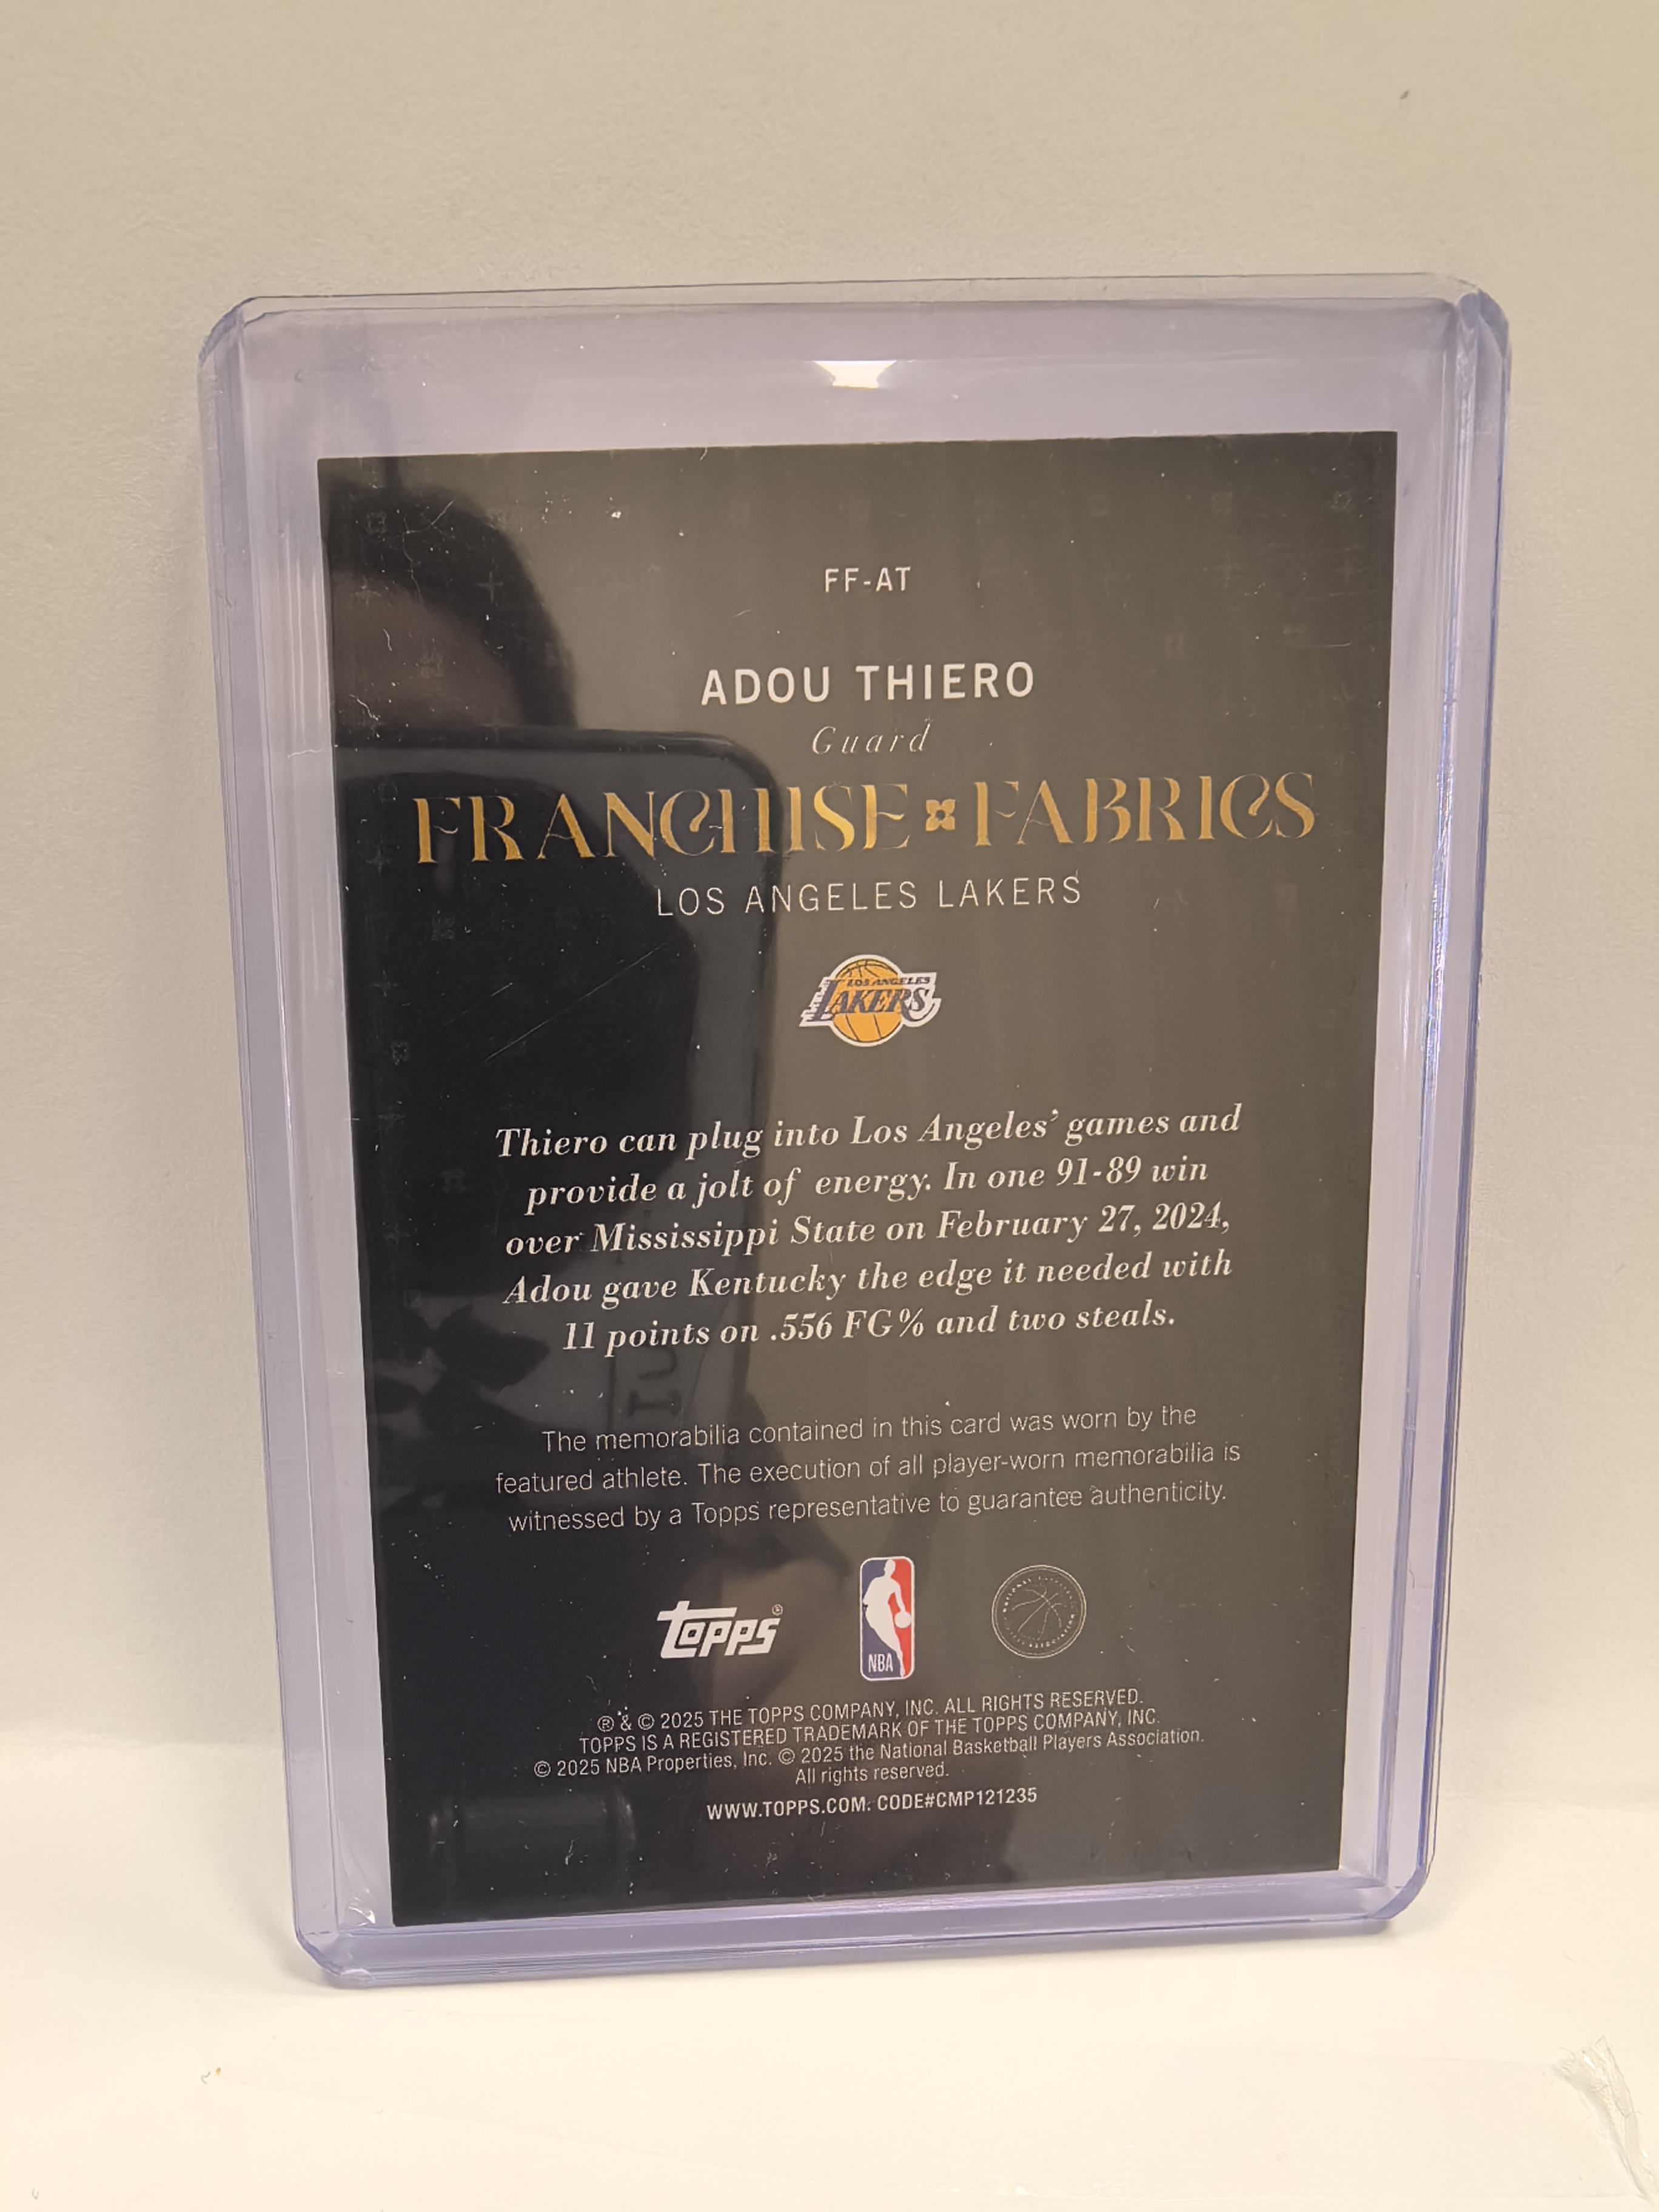 FF-AT
ADOU THIERO
Guard
FRANCHISE FABRICS
LOS ANGELES LAKERS
LOS ANGELES
LAKERS
Thiero can plug into Los Angeles’ games and
provide a jolt of energy. In one 91-89 win
over Mississippi State on February 27, 2024,
Adou gave Kentucky the edge it needed with
11 points on .556 FG% and two steals.
The memorabilia contained in this card was worn by the
featured athlete. The execution of all player-worn memorabilia is
witnessed by a Topps representative to guarantee authenticity.
topps®
NBA
® & © 2025 THE TOPPS COMPANY, INC. ALL RIGHTS RESERVED.
TOPPS IS A REGISTERED TRADEMARK OF THE TOPPS COMPANY, INC.
© 2025 NBA Properties, Inc. © 2025 the National Basketball Players Association.
All rights reserved.
WWW.TOPPS.COM. CODE#CMP121235